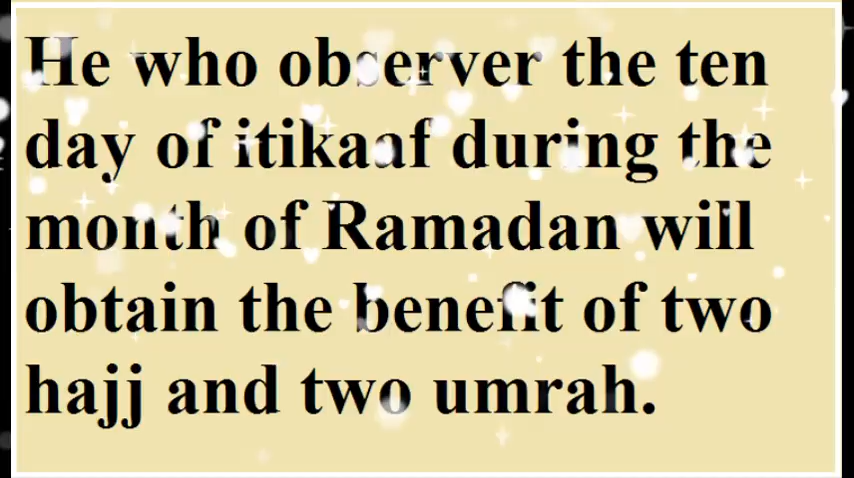 He who observer the ten
day of itikaaf during the
month of Ramadan will
obtain the benefit of two
hajj and two umrah.